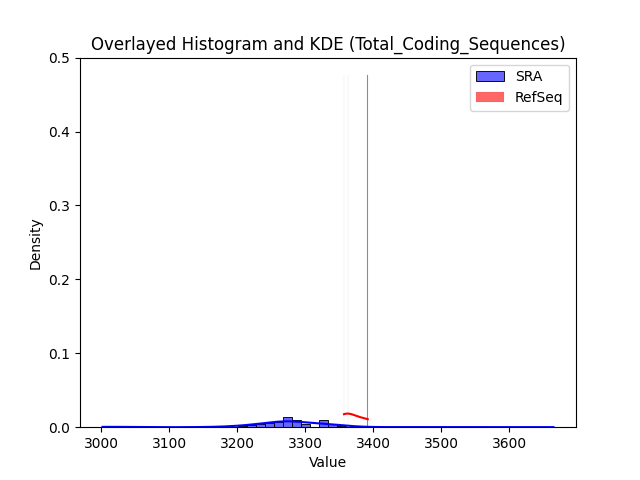 Overlayed Histogram and KDE (Total_Coding_Sequences)
SRA
RefSeq
Density
0.5
0.4
0.3
0.2
0.1
0.0
3000 3100 3200 3300 3400 3500 3600
Value